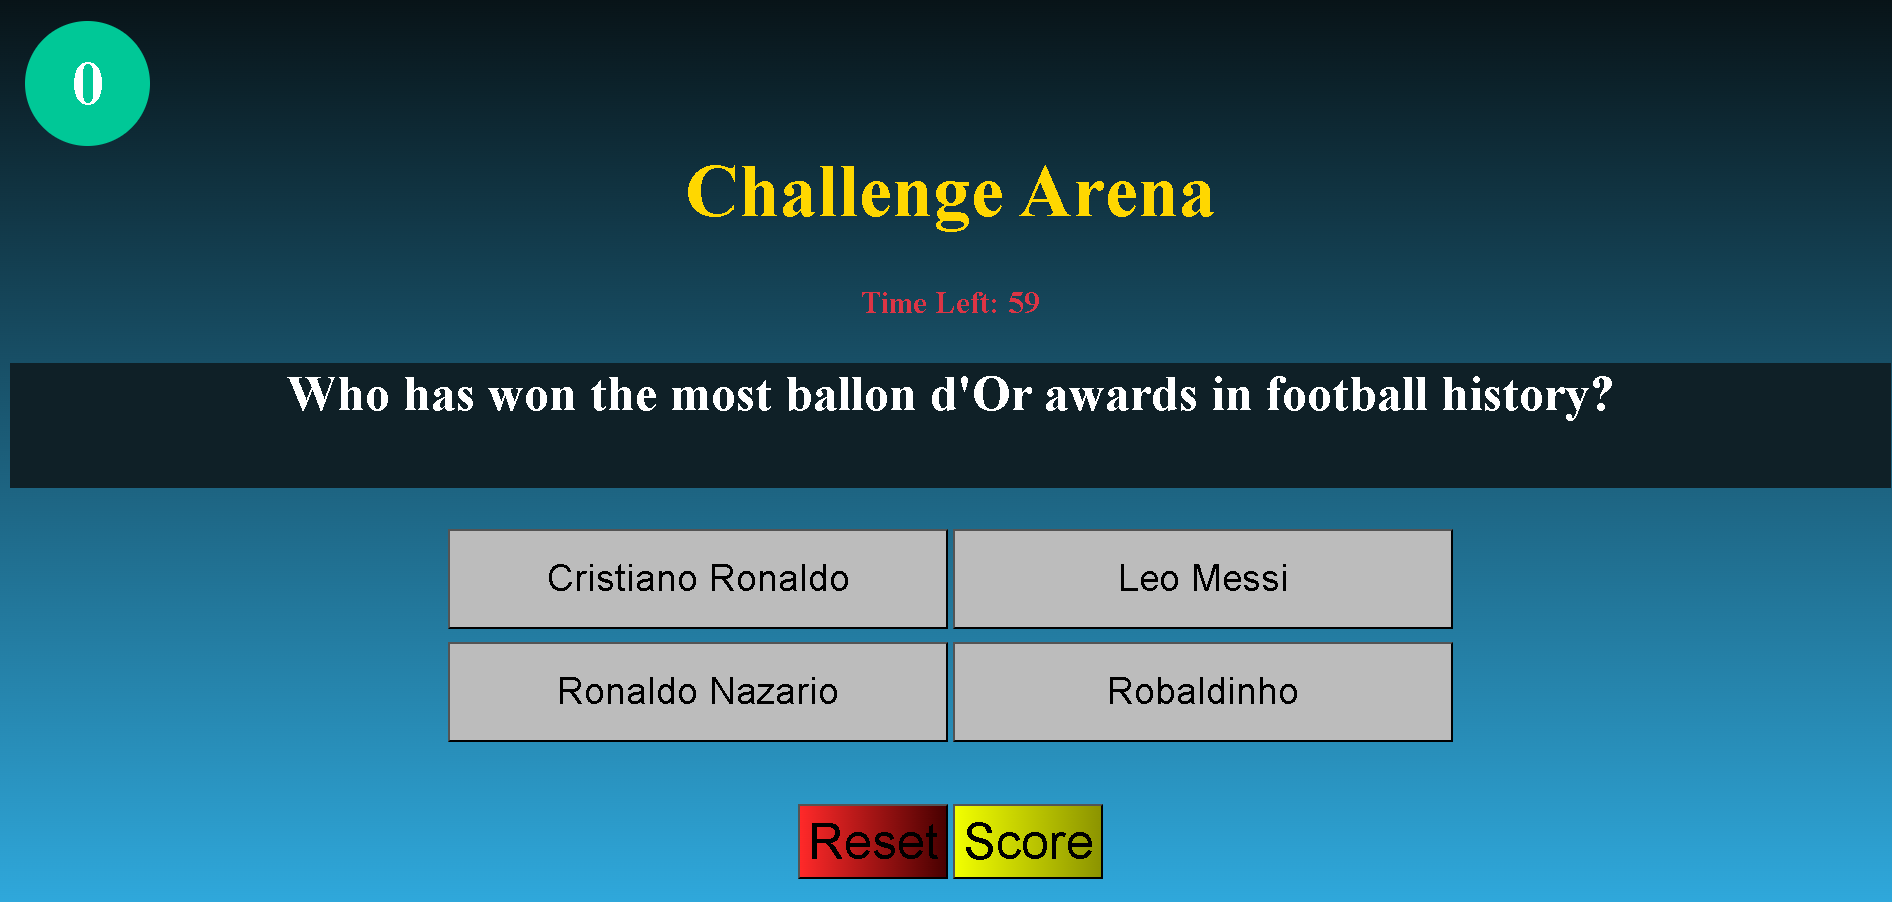 0
Challenge Arena
Time Left: 59
Who has won the most ballon d'Or awards in football history?
Cristiano Ronaldo
Leo Messi
Ronaldo Nazario
Robaldinho
Reset
Score